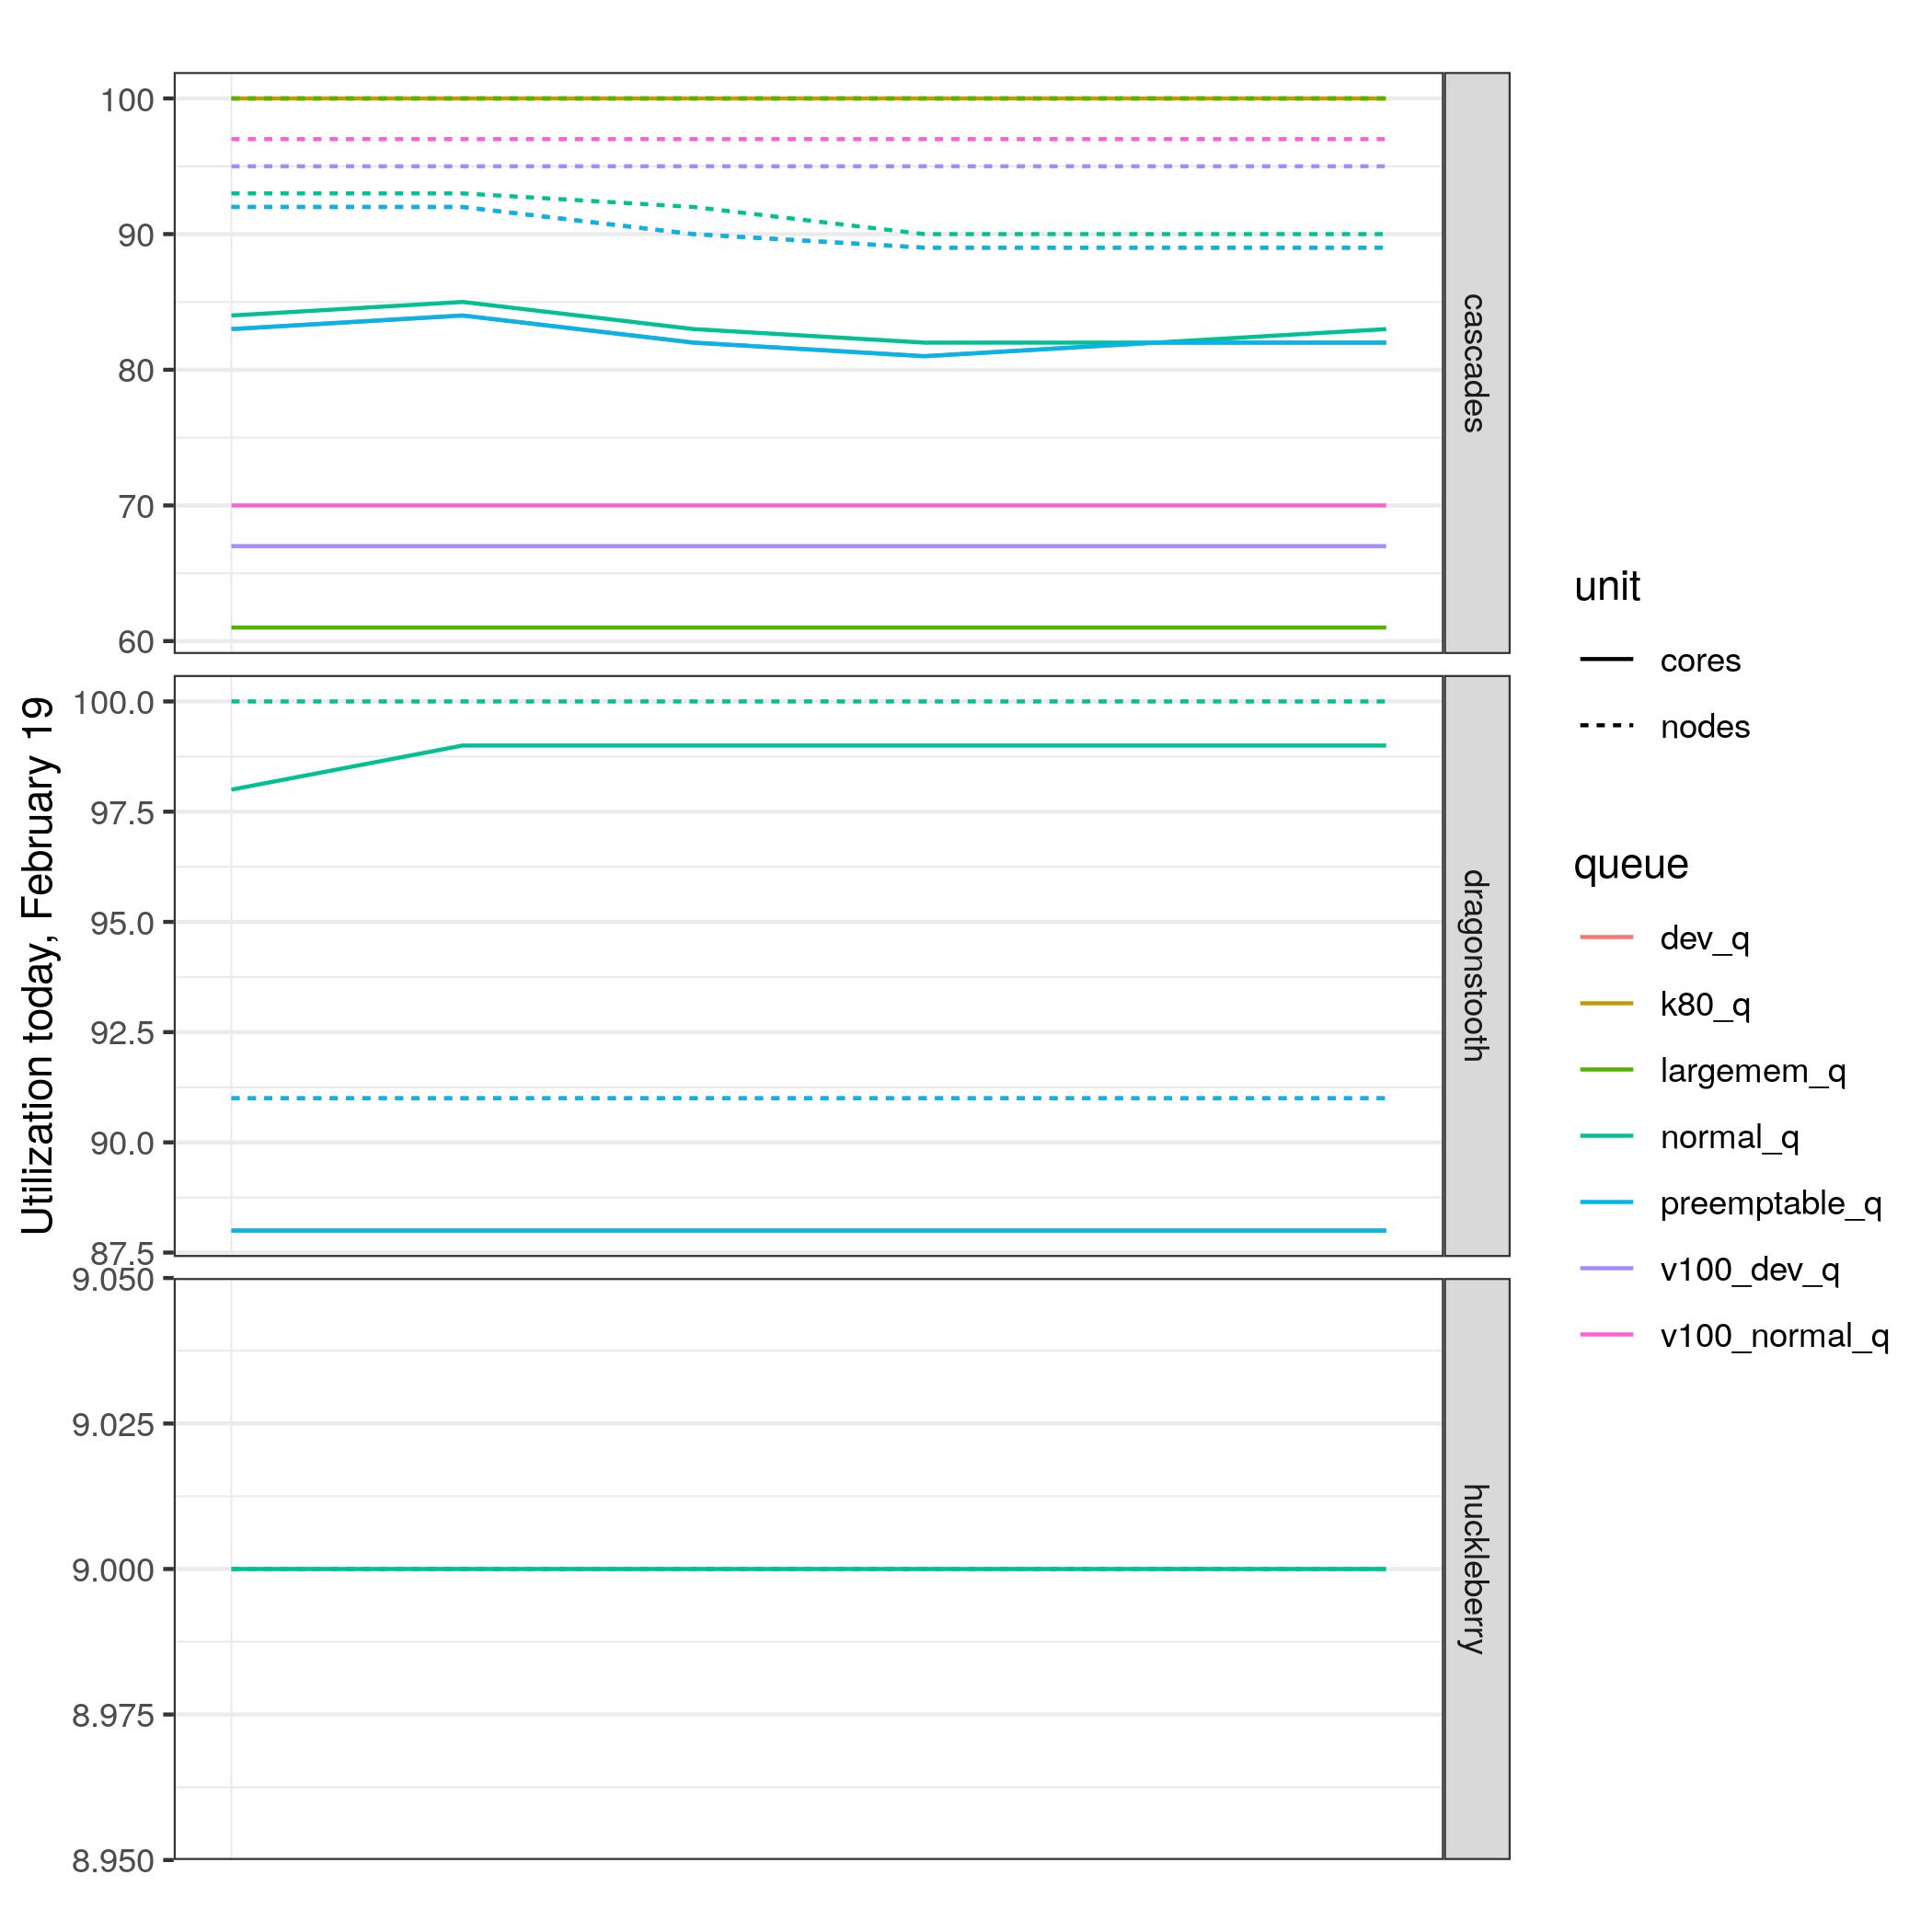 Utilization today, February 19
100
90
80
70
60
cascades
100.0
97.5
95.0
92.5
90.0
87.5
dragonstooth
9.050
9.025
9.000
8.975
8.950
huckleberry
unit
cores
nodes
queue
dev_q
k80_q
largemem_q
normal_q
preemptable_q
v100_dev_q
v100_normal_q